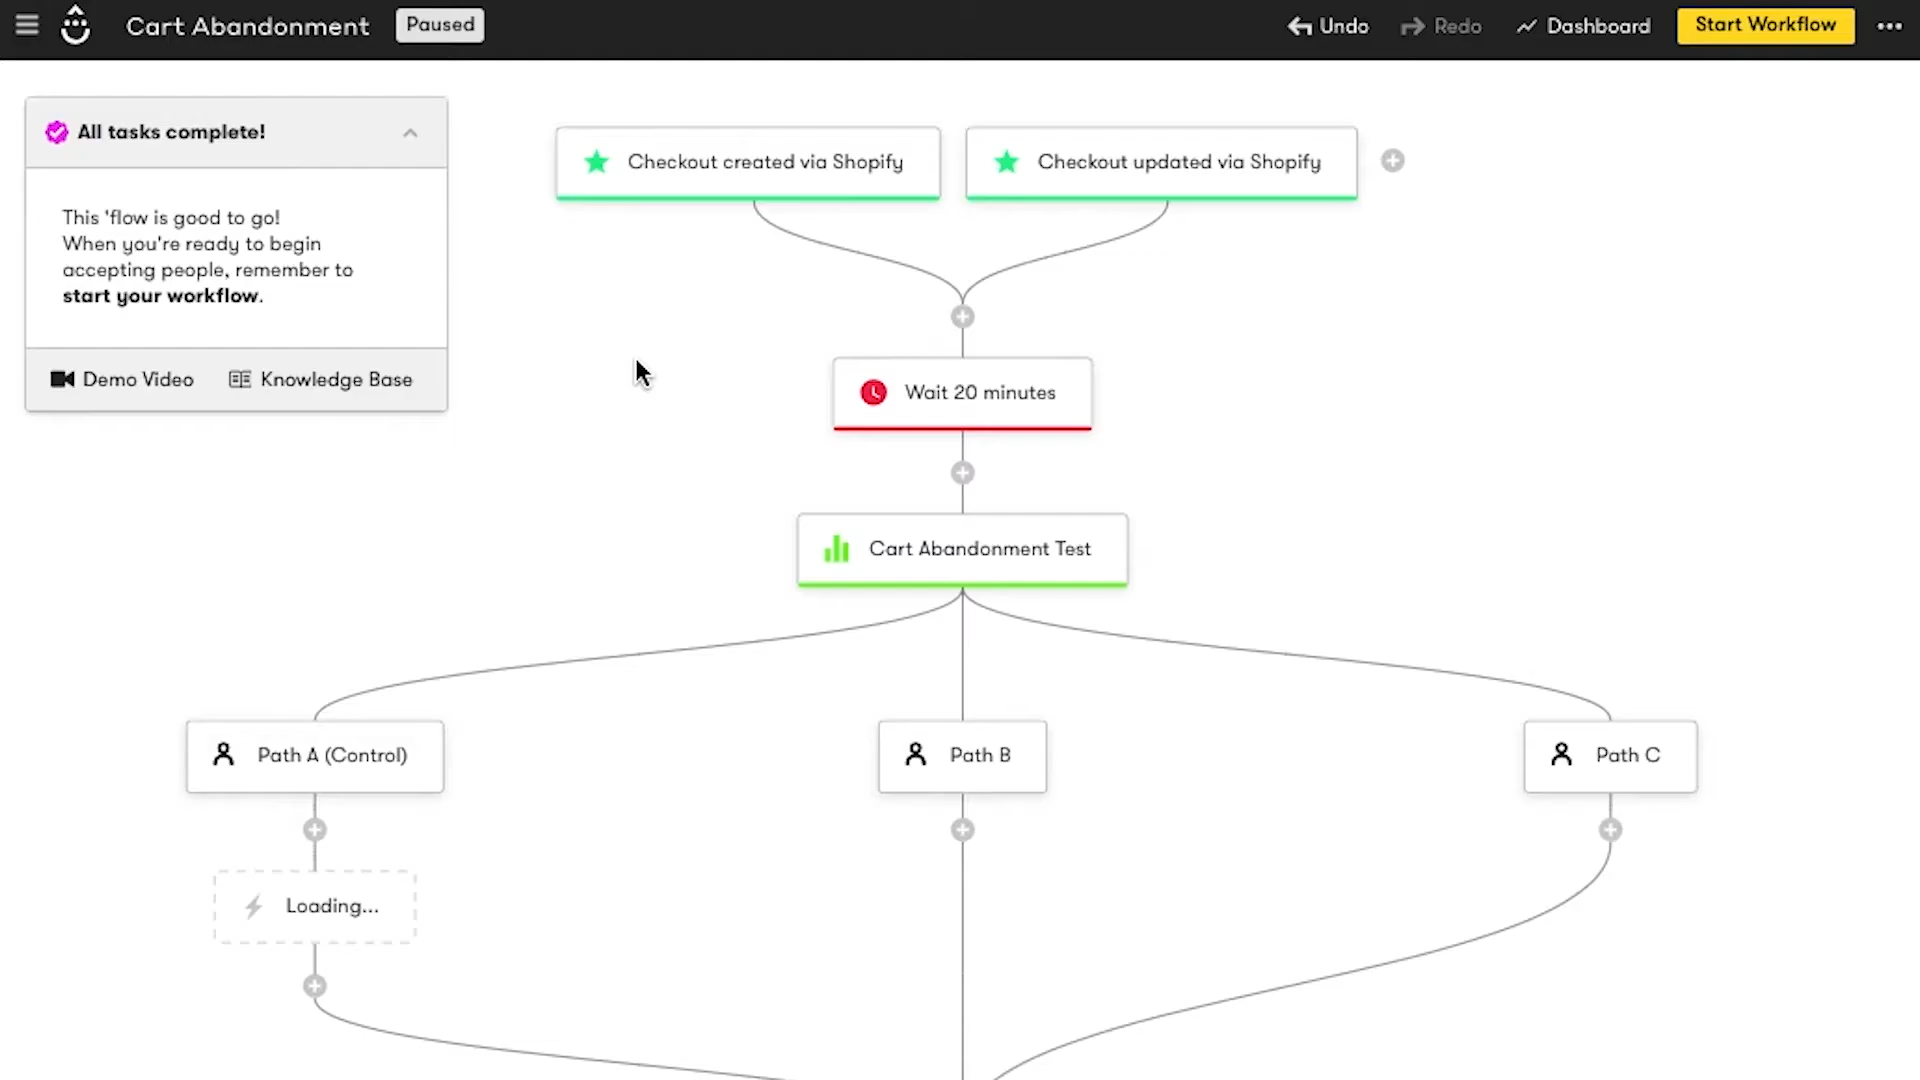 Cart Abandonment
Paused
Undo
Redo
Dashboard
Start Workflow
All tasks complete!
This 'flow is good to go!
When you're ready to begin
accepting people, remember to
start your workflow.
Demo Video
Knowledge Base
Checkout created via Shopify
Checkout updated via Shopify
Wait 20 minutes
Cart Abandonment Test
Path A (Control)
Path B
Path C
Loading...